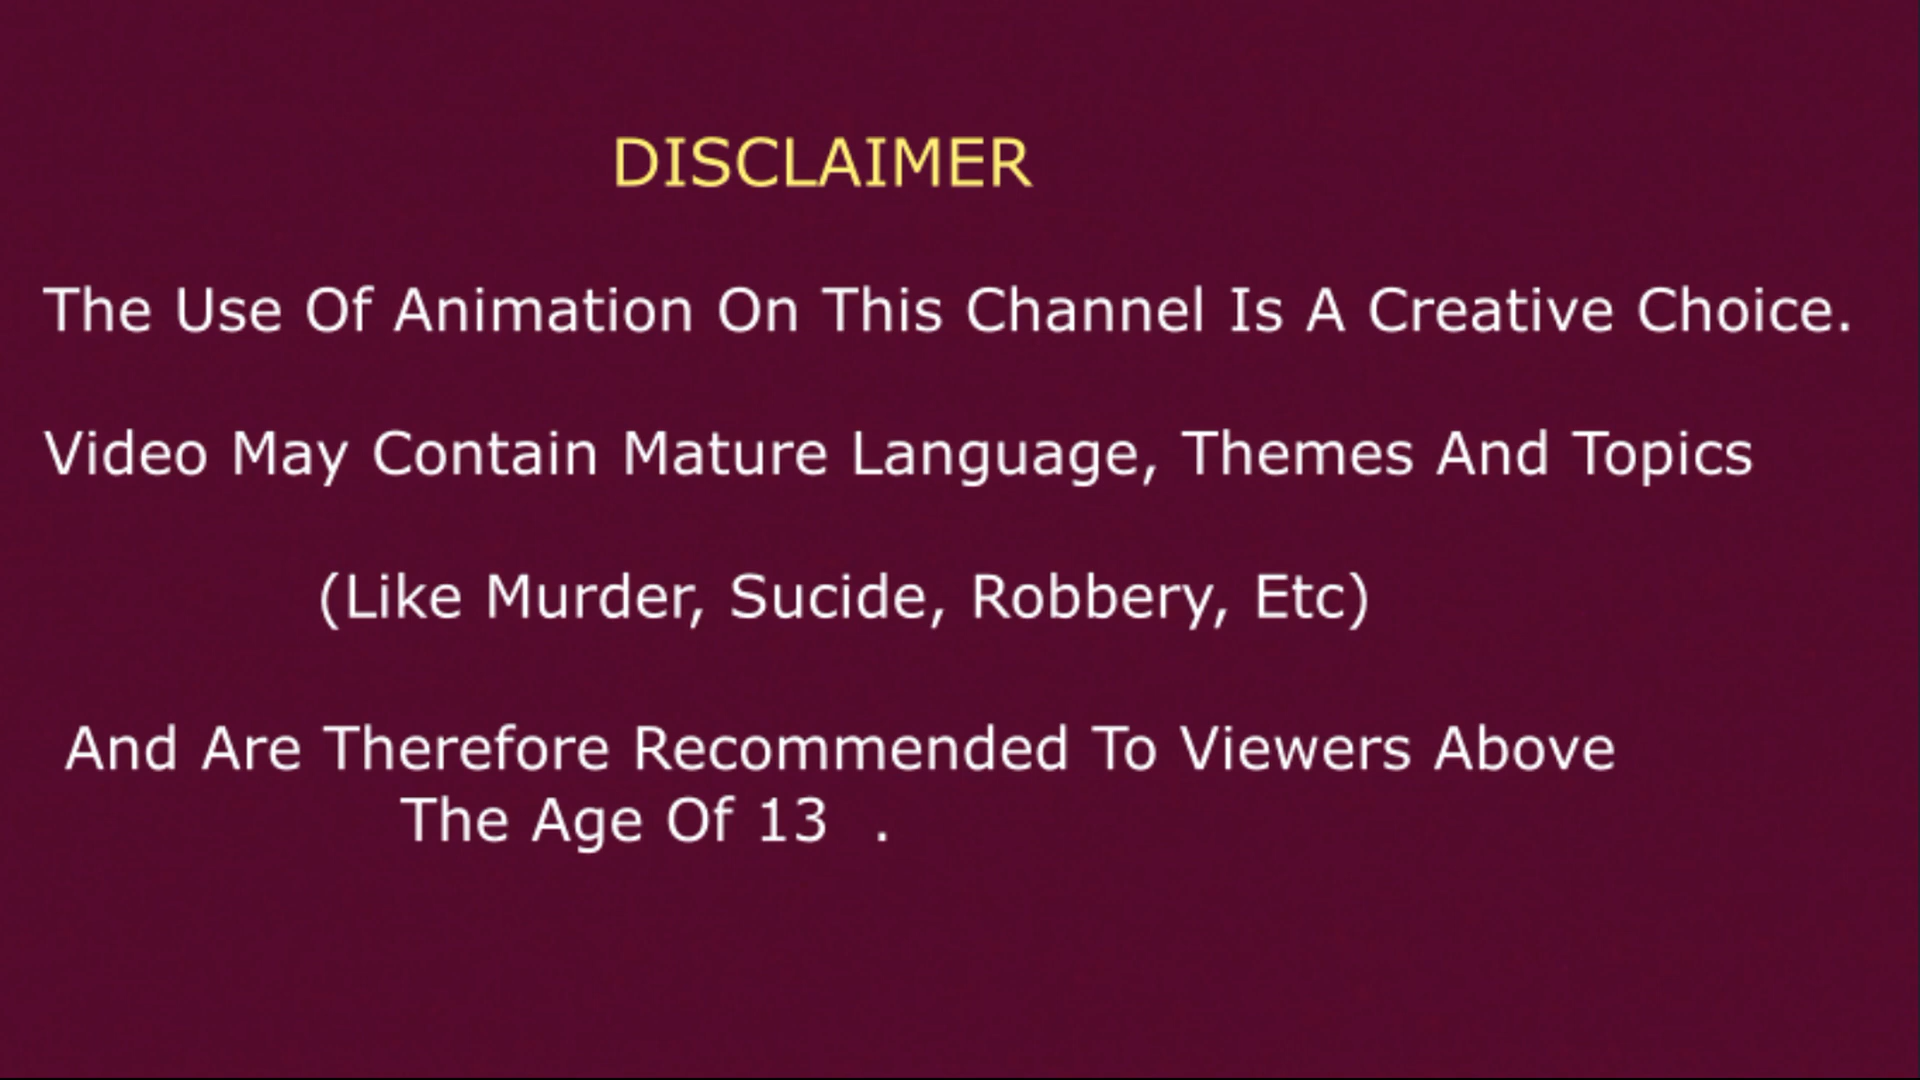 DISCLAIMER
The Use Of Animation On This Channel Is A Creative Choice.
Video May Contain Mature Language, Themes And Topics
(Like Murder, Sucide, Robbery, Etc)
And Are Therefore Recommended To Viewers Above
The Age Of 13 .